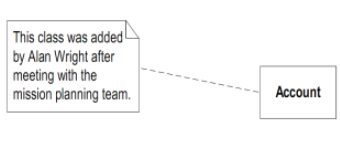 This class was added
by Alan Wright after
meeting with the
mission planning team.
Account